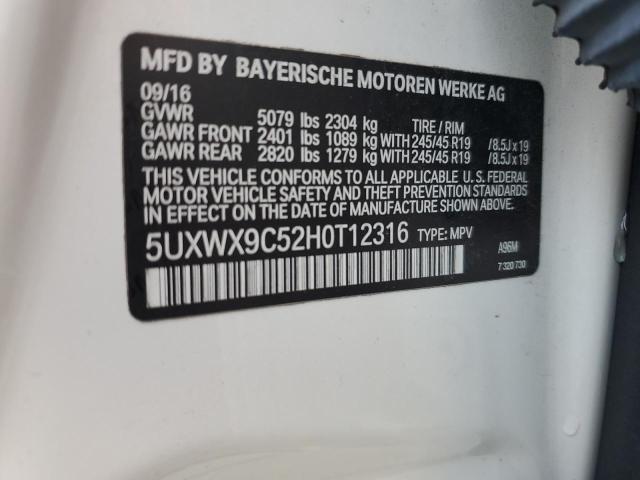 MFD BY BAYERISCHE MOTOREN WERKE AG
09/16
GVWR 5079 lbs 2304 kg TIRE / RIM
GAWR FRONT 2401 lbs 1089 kg WITH 245/45 R19 / 8.5J x 19
GAWR REAR 2820 lbs 1279 kg WITH 245/45 R19 / 8.5J x 19
THIS VEHICLE CONFORMS TO ALL APPLICABLE U. S. FEDERAL
MOTOR VEHICLE SAFETY AND THEFT PREVENTION STANDARDS
IN EFFECT ON THE DATE OF MANUFACTURE SHOWN ABOVE.
5UXWX9C52H0T12316 TYPE: MPV A96M
7 320 730